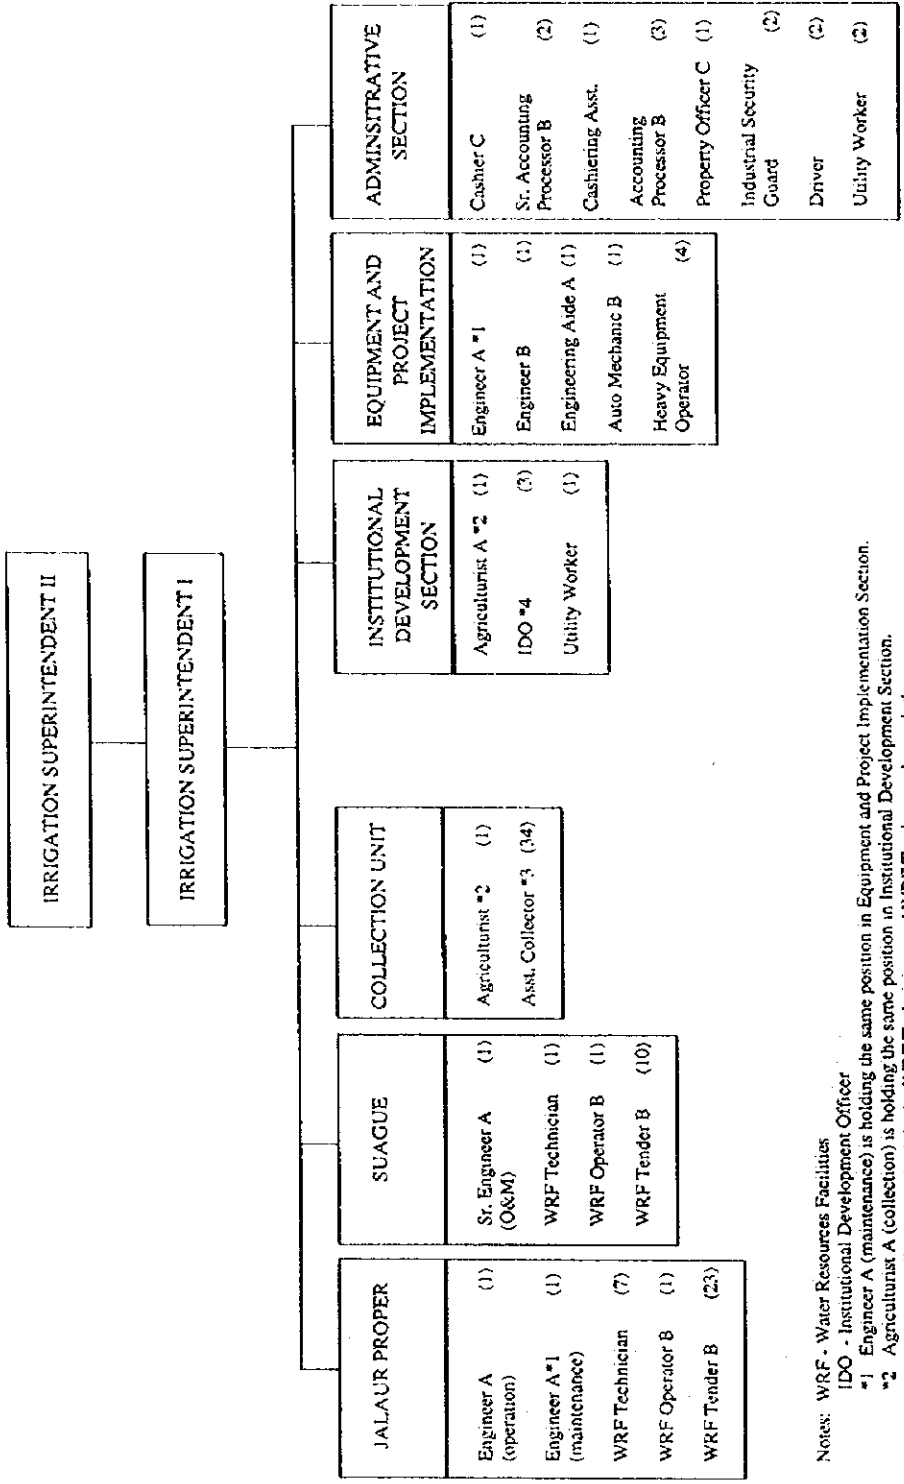 IRRIGATION SUPERINTENDENT II
IRRIGATION SUPERINTENDENT I
JALAUR PROPER
Engineer A (1)
(operation)
Engineer A*1 (1)
(maintenance)
WRF Technician (7)
WRF Operator B (1)
WRF Tender B (23)
SUAGUE
Sr. Engineer A (1)
(O&M)
WRF Technician (1)
WRF Operator B (1)
WRF Tender B (10)
COLLECTION UNIT
Agriculturist *2 (1)
Asst. Collector *3 (34)
INSTITUTIONAL
DEVELOPMENT
SECTION
Agriculturist A *2 (1)
IDO *4 (3)
Utility Worker (1)
EQUIPMENT AND
PROJECT
IMPLEMENTATION
Engineer A *1 (1)
Engineer B (1)
Engineering Aide A (1)
Auto Mechanic B (1)
Heavy Equipment (4)
Operator
ADMINSITRATIVE
SECTION
Cashier C (1)
Sr. Accounting (2)
Processor B
Cashiering Asst. (1)
Accounting (3)
Processor B
Property Officer C (1)
Industrial Security (2)
Guard
Driver (2)
Utility Worker (2)
Notes: WRF - Water Resources Facilities
IDO - Institutional Development Officer
*1 Engineer A (maintenance) is holding the same position in Equipment and Project Implementation Section.
*2 Agriculturist A (collection) is holding the same position in Institutional Development Section.